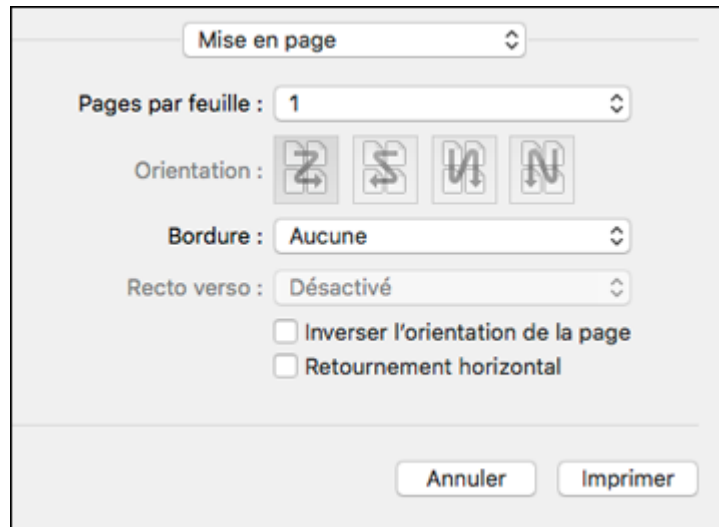 Mise en page
Pages par feuille : 1
Orientation :
Bordure : Aucune
Recto verso : Désactivé
Inverser l'orientation de la page
Retournement horizontal
Annuler Imprimer